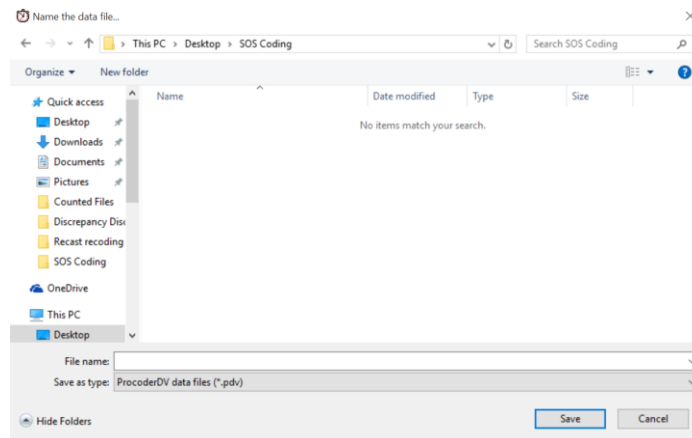 Name the data file...
This PC > Desktop > SOS Coding
Search SOS Coding
Organize
New folder
Name
Date modified
Type
Size
No items match your search.
Quick access
Desktop
Downloads
Documents
Pictures
Counted Files
Discrepancy Disc
Recast recoding
SOS Coding
OneDrive
This PC
Desktop
File name:
Save as type: ProcoderDV data files (*.pdv)
Hide Folders
Save
Cancel